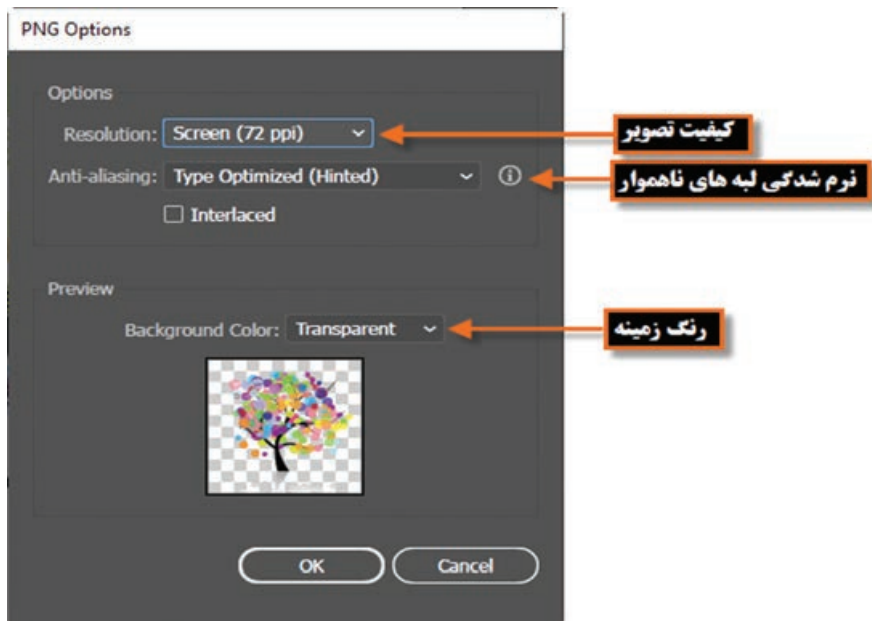 PNG Options
Options
Resolution: Screen (72 ppi)
کیفیت تصویر
Anti-aliasing: Type Optimized (Hinted)
نرم شدگی لبه های ناهموار
Interlaced
Preview
Background Color: Transparent
رنگ زمینه
OK Cancel